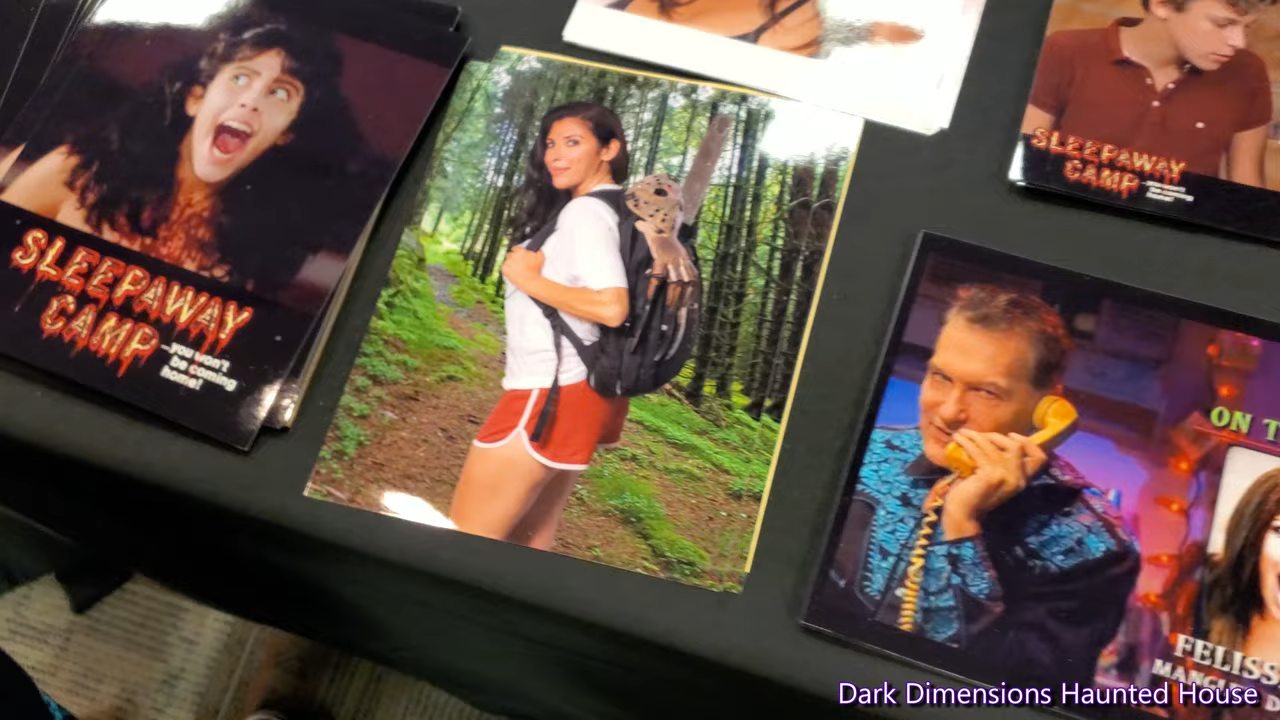 SLEEPAWAY
CAMP
...you won't
be coming
home!
SLEEPAWAY
CAMP
ON T
FELISS
Dark Dimensions Haunted House